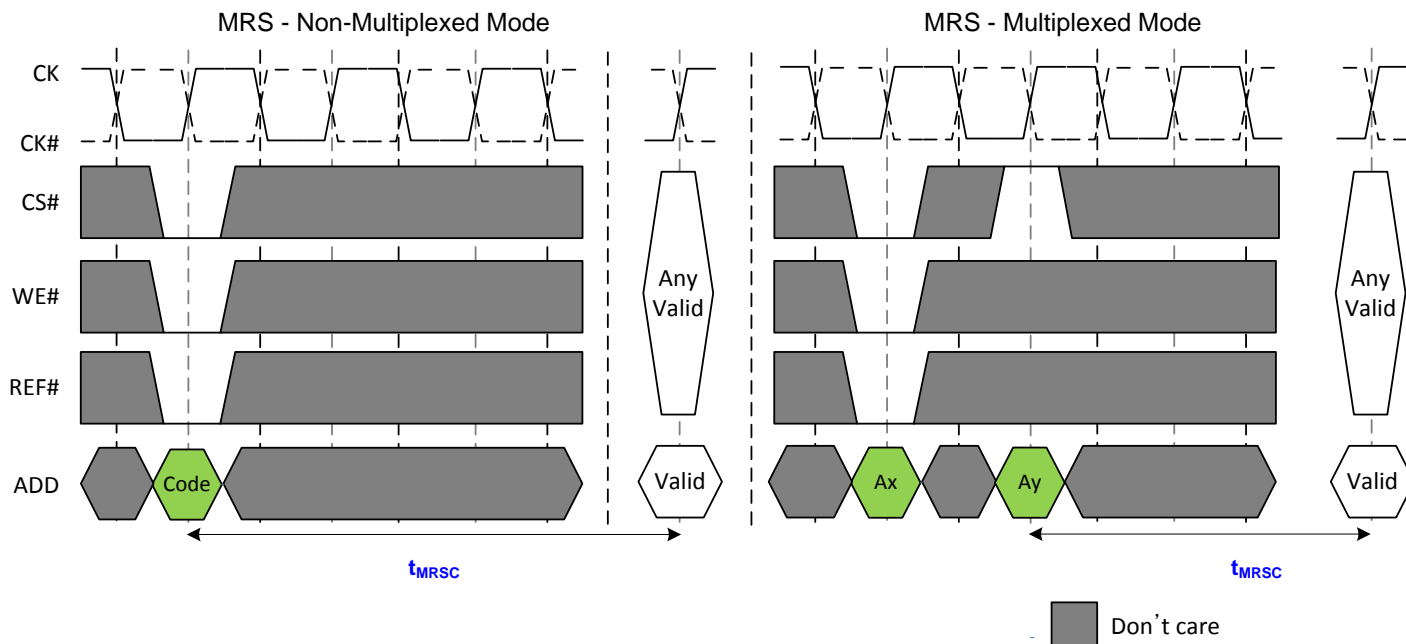 MRS - Non-Multiplexed Mode
MRS - Multiplexed Mode
CK
CK#
CS#
WE#
REF#
ADD
Any
Valid
Any
Valid
Code
Valid
Ax
Ay
Valid
tMRSC
tMRSC
Don't care